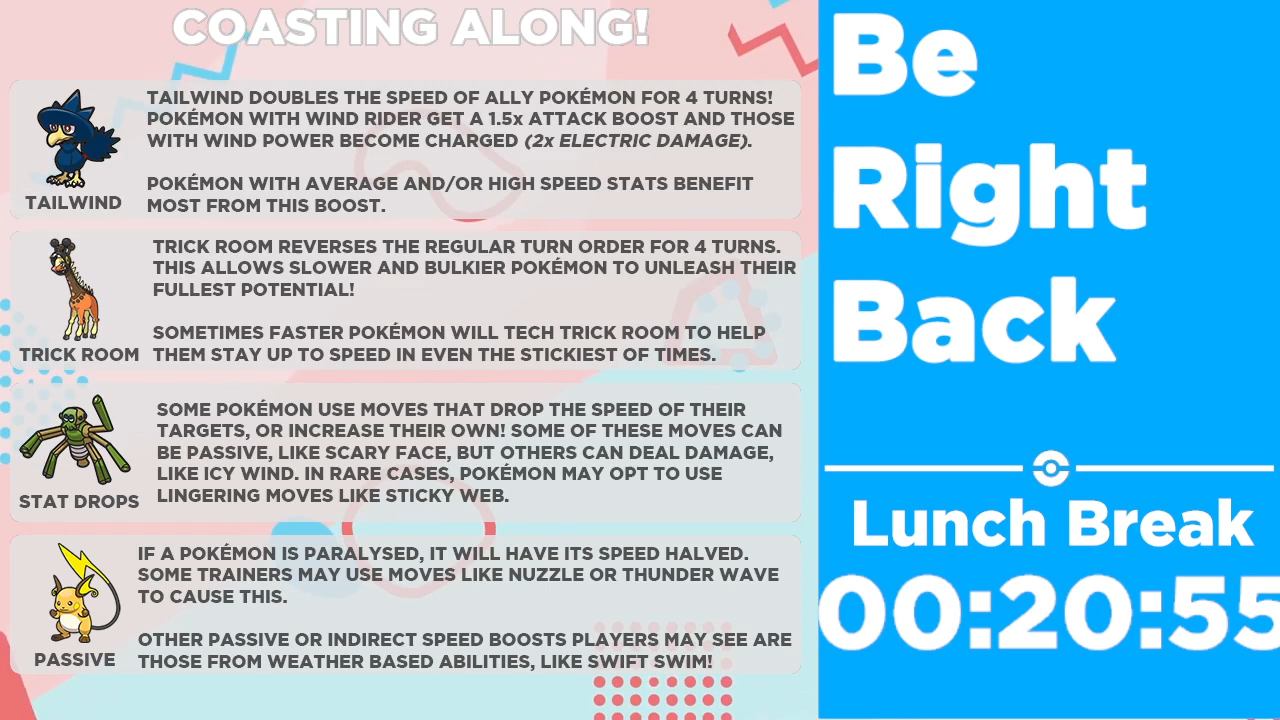 COASTING ALONG!
TAILWIND DOUBLES THE SPEED OF ALLY POKÉMON FOR 4 TURNS!
POKÉMON WITH WIND RIDER GET A 1.5x ATTACK BOOST AND THOSE
WITH WIND POWER BECOME CHARGED (2x ELECTRIC DAMAGE).
POKÉMON WITH AVERAGE AND/OR HIGH SPEED STATS BENEFIT
MOST FROM THIS BOOST.
TAILWIND
TRICK ROOM REVERSES THE REGULAR TURN ORDER FOR 4 TURNS.
THIS ALLOWS SLOWER AND BULKIER POKÉMON TO UNLEASH THEIR
FULLEST POTENTIAL!
SOMETIMES FASTER POKÉMON WILL TECH TRICK ROOM TO HELP
THEM STAY UP TO SPEED IN EVEN THE STICKIEST OF TIMES.
TRICK ROOM
SOME POKÉMON USE MOVES THAT DROP THE SPEED OF THEIR
TARGETS, OR INCREASE THEIR OWN! SOME OF THESE MOVES CAN
BE PASSIVE, LIKE SCARY FACE, BUT OTHERS CAN DEAL DAMAGE,
LIKE ICY WIND. IN RARE CASES, POKÉMON MAY OPT TO USE
LINGERING MOVES LIKE STICKY WEB.
STAT DROPS
IF A POKÉMON IS PARALYSED, IT WILL HAVE ITS SPEED HALVED.
SOME TRAINERS MAY USE MOVES LIKE NUZZLE OR THUNDER WAVE
TO CAUSE THIS.
OTHER PASSIVE OR INDIRECT SPEED BOOSTS PLAYERS MAY SEE ARE
THOSE FROM WEATHER BASED ABILITIES, LIKE SWIFT SWIM!
PASSIVE
Be
Right
Back
Lunch Break
00:20:55